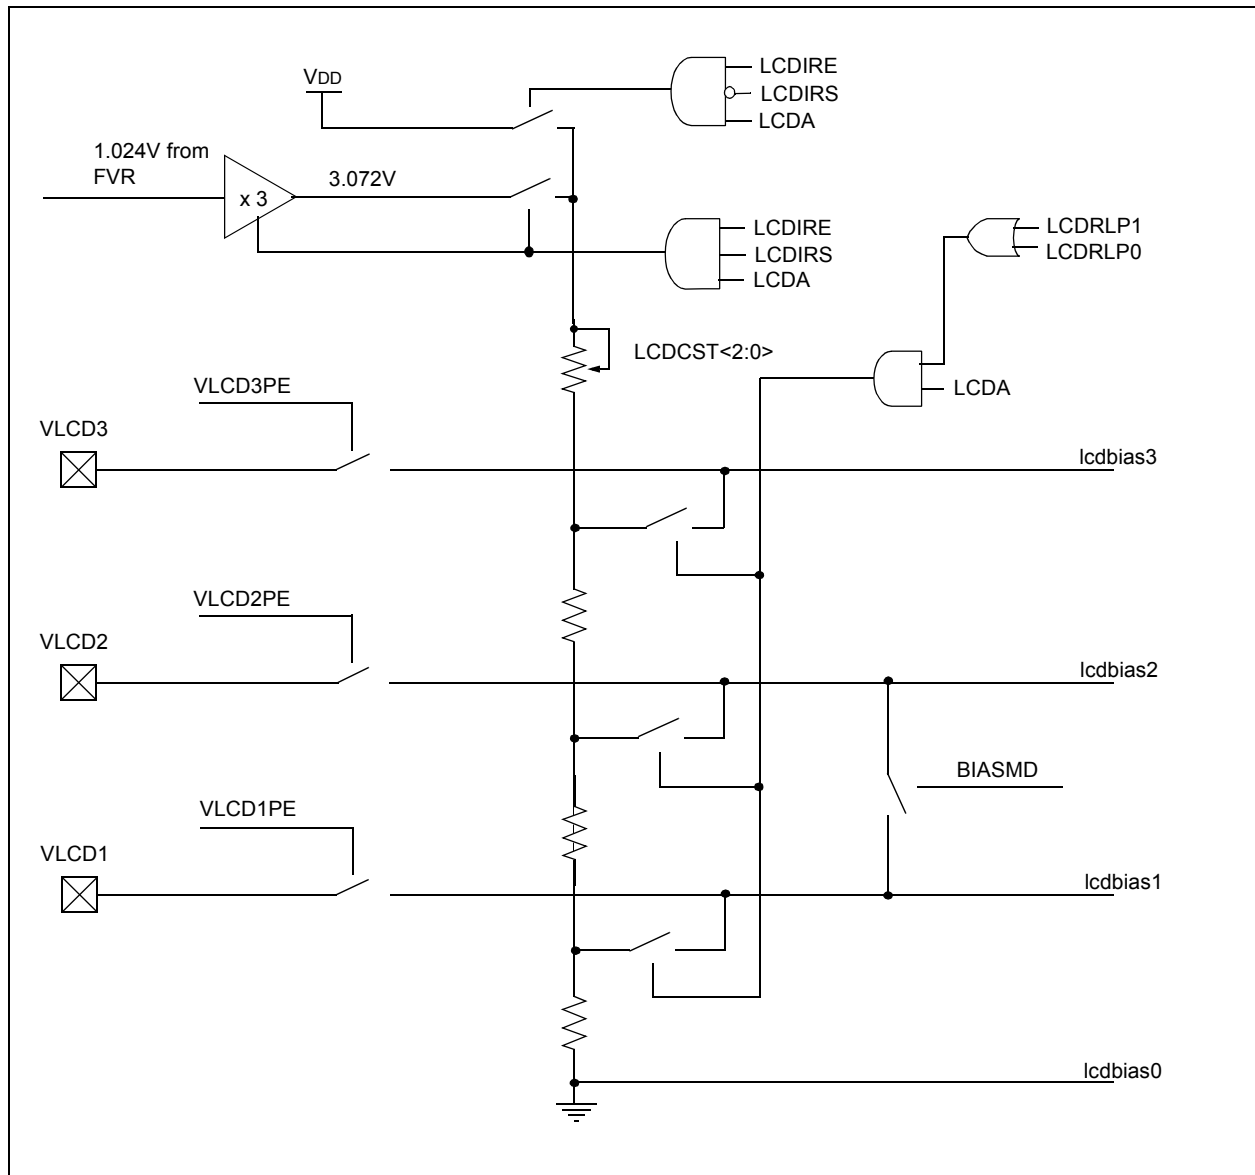 LCDIRE
VDD
LCDIRS
LCDA
1.024V from
FVR
x 3
3.072V
LCDIRE
LCDIRS
LCDA
LCDRLP1
LCDRLP0
LCDCST<2:0>
LCDA
VLCD3PE
VLCD3
lcdbias3
VLCD2PE
VLCD2
lcdbias2
BIASMD
VLCD1PE
VLCD1
lcdbias1
lcdbias0